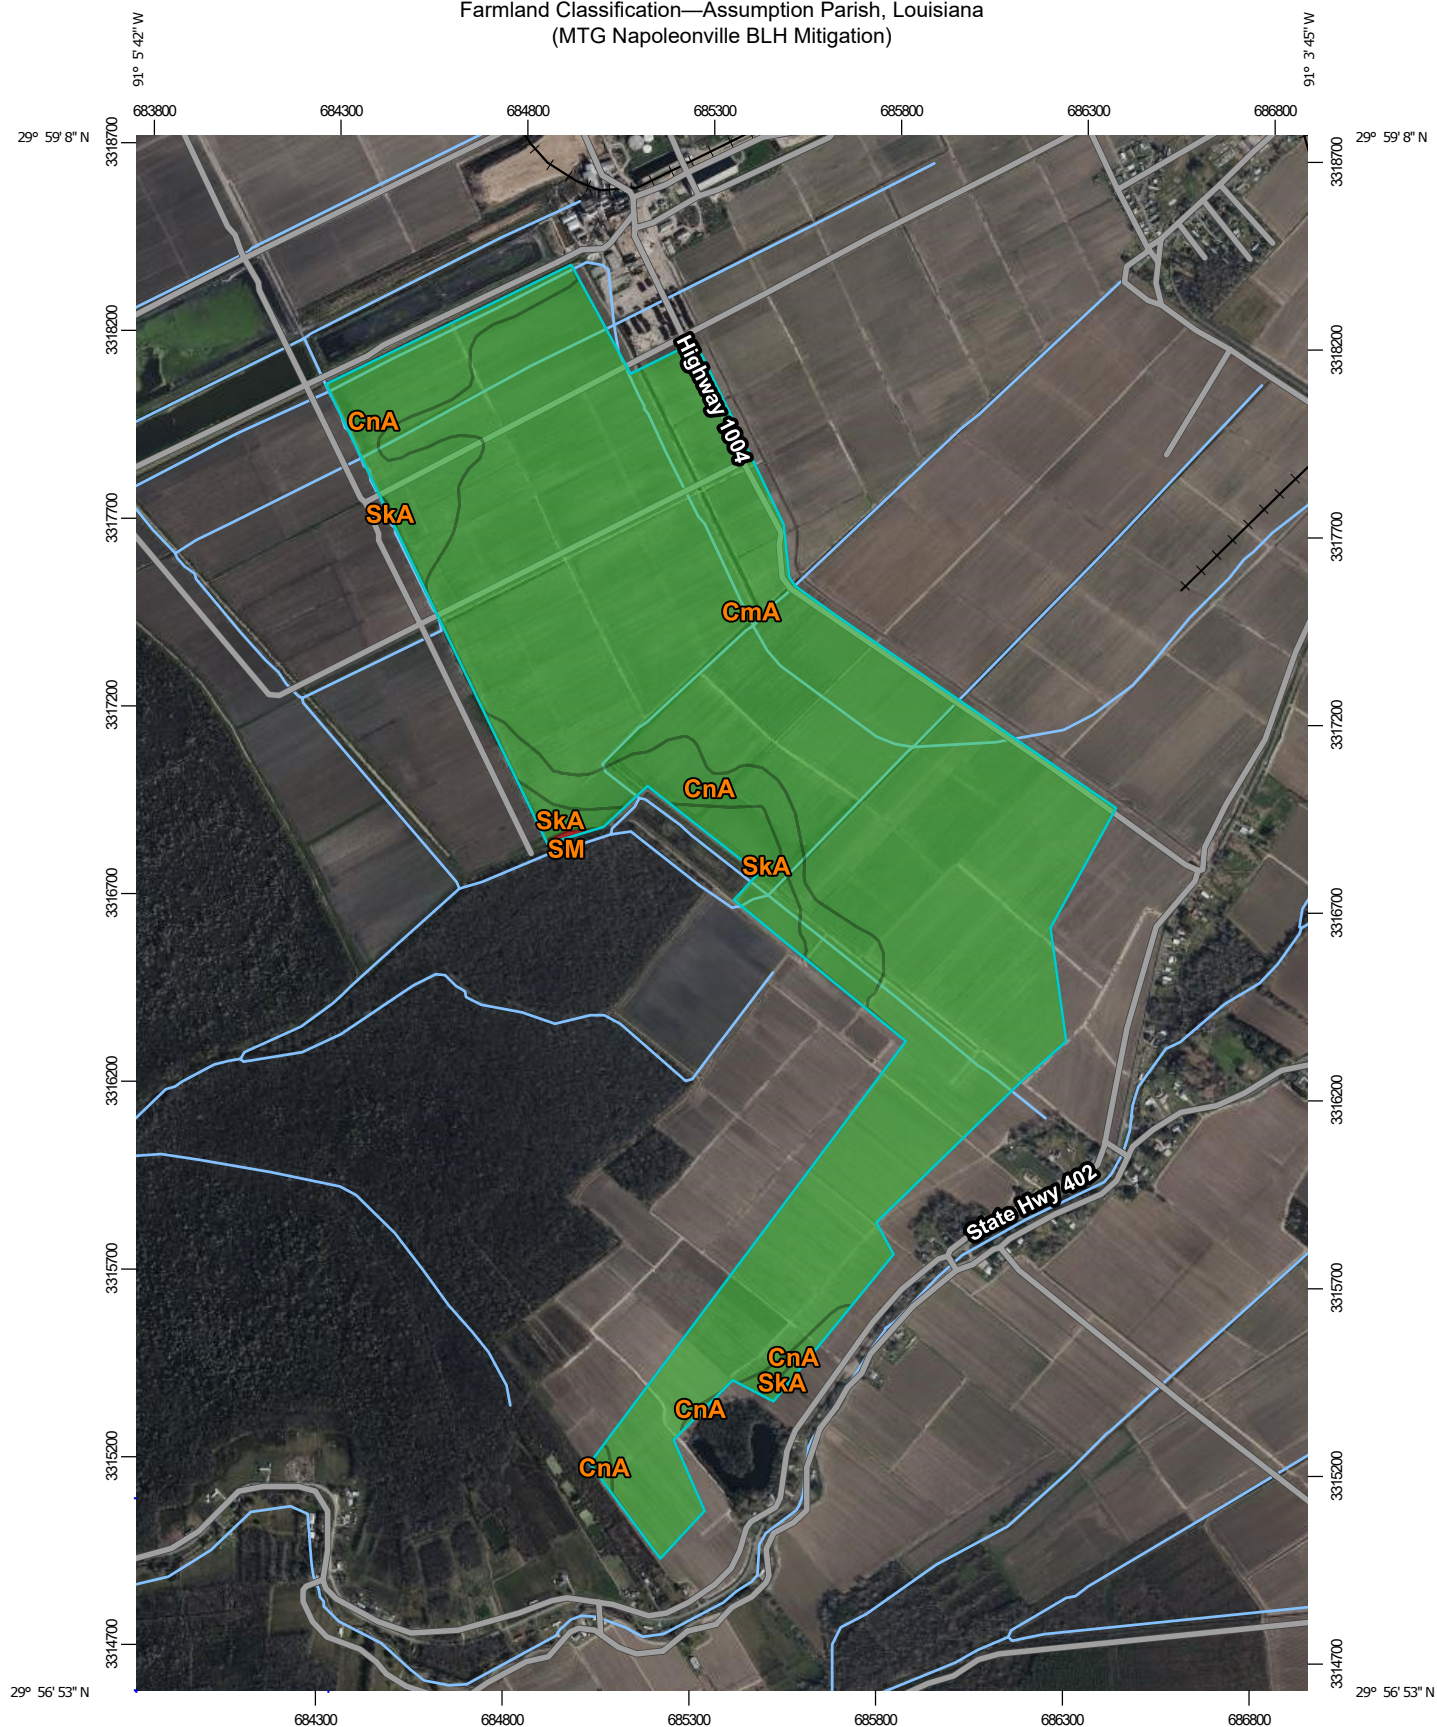 Farmland Classification—Assumption Parish, Louisiana
(MTG Napoleonville BLH Mitigation)
91° 5' 42'' W
91° 3' 45'' W
683800 684300 684800 685300 685800 686300 686800
29° 59' 8'' N
29° 59' 8'' N
3318700
3318700
3318200
3318200
Highway 1004
CnA
SkA
3317700
3317700
CmA
3317200
3317200
CnA
SkA
SM
SkA
3316700
3316700
3316200
3316200
State Hwy 402
3315700
3315700
CnA
SkA
CnA
CnA
3315200
3315200
3314700
3314700
29° 56' 53'' N
29° 56' 53'' N
684300 684800 685300 685800 686300 686800